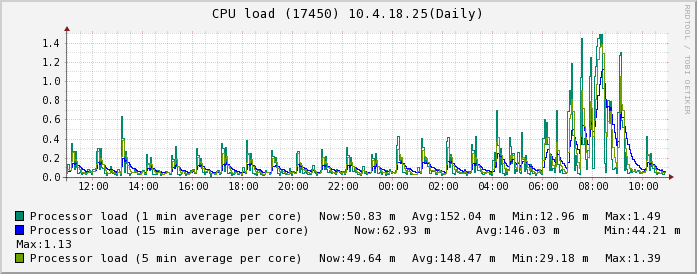 CPU load (17450) 10.4.18.25(Daily)
RRDTOOL / TOBI OETIKER
1.4
1.2
1.0
0.8
0.6
0.4
0.2
0.0
12:00 14:00 16:00 18:00 20:00 22:00 00:00 02:00 04:00 06:00 08:00 10:00
Processor load (1 min average per core) Now:50.83 m Avg:152.04 m Min:12.96 m Max:1.49
Processor load (15 min average per core) Now:62.93 m Avg:146.03 m Min:44.21 m
Max:1.13
Processor load (5 min average per core) Now:49.64 m Avg:148.47 m Min:29.18 m Max:1.39